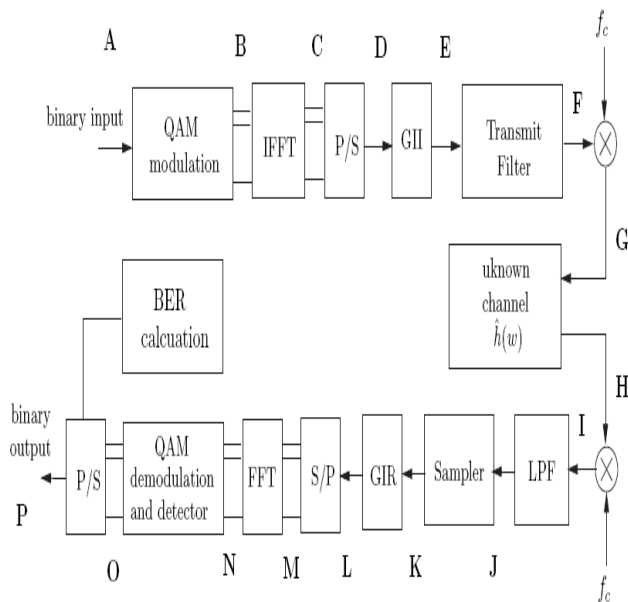 A
B
C
D
E
f_c
binary input
QAM
modulation
IFFT
P/S
GII
Transmit
Filter
F
G
uknown
channel
ĥ(w)
BER
calcuation
H
I
binary
output
P/S
QAM
demodulation
and detector
FFT
S/P
GIR
Sampler
LPF
P
O
N
M
L
K
J
f_c